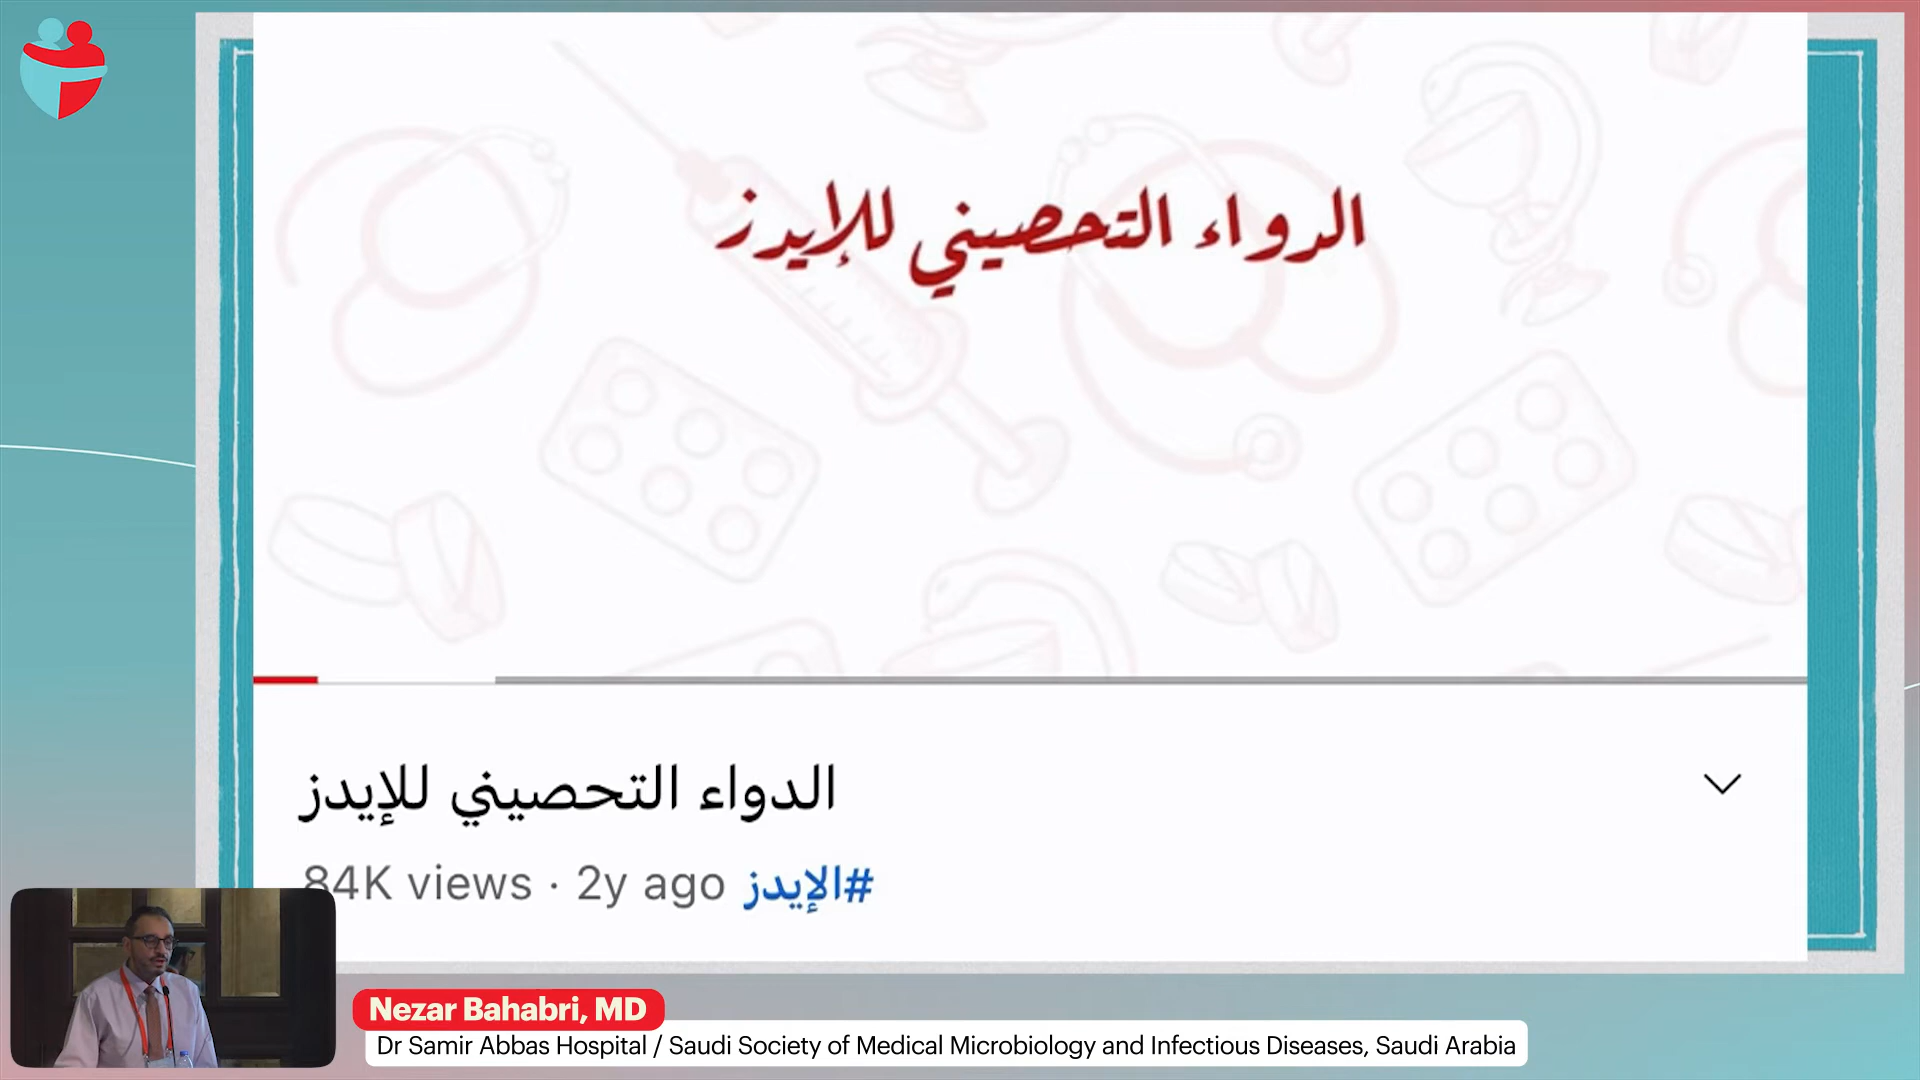 الدواء التحصيني للإيدز
الدواء التحصيني للإيدز
84K views · 2y ago #الإيدز
Nezar Bahabri, MD
Dr Samir Abbas Hospital / Saudi Society of Medical Microbiology and Infectious Diseases, Saudi Arabia